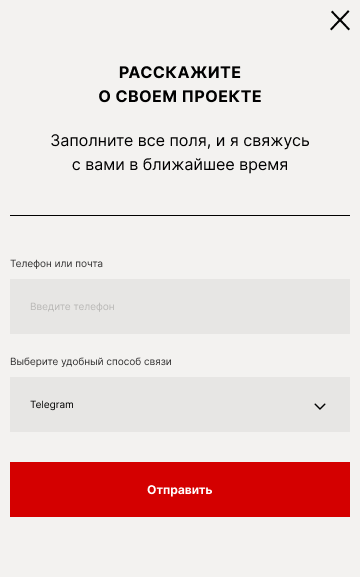 РАССКАЖИТЕ
О СВОЕМ ПРОЕКТЕ
Заполните все поля, и я свяжусь
с вами в ближайшее время
Телефон или почта
Введите телефон
Выберите удобный способ связи
Telegram
Отправить